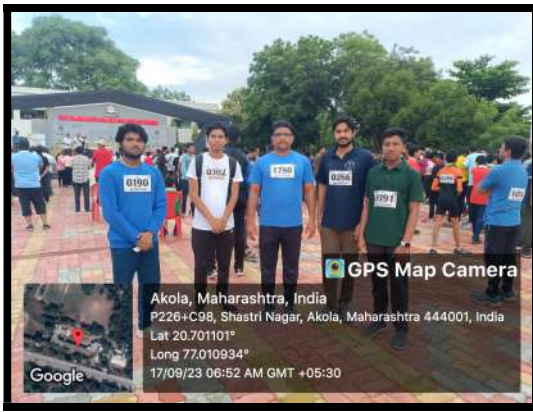 0190
0302
1760
0266
0194
GPS Map Camera
Akola, Maharashtra, India
P226+C98, Shastri Nagar, Akola, Maharashtra 444001, India
Lat 20.701101°
Long 77.010934°
17/09/23 06:52 AM GMT +05:30
Google